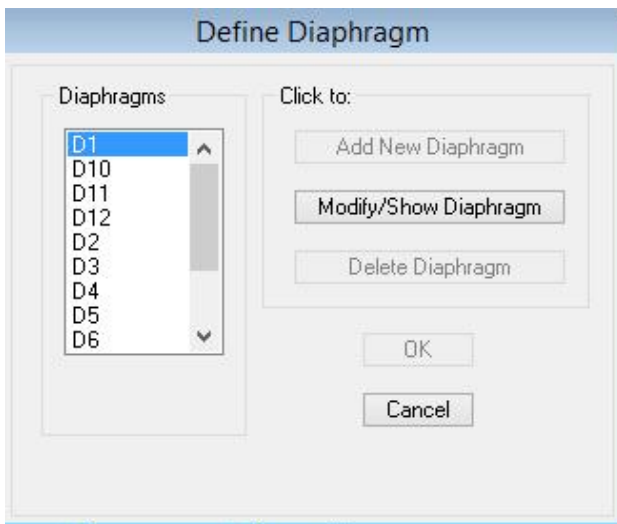 Define Diaphragm
Diaphragms
D1
D10
D11
D12
D2
D3
D4
D5
D6
Click to:
Add New Diaphragm
Modify/Show Diaphragm
Delete Diaphragm
OK
Cancel